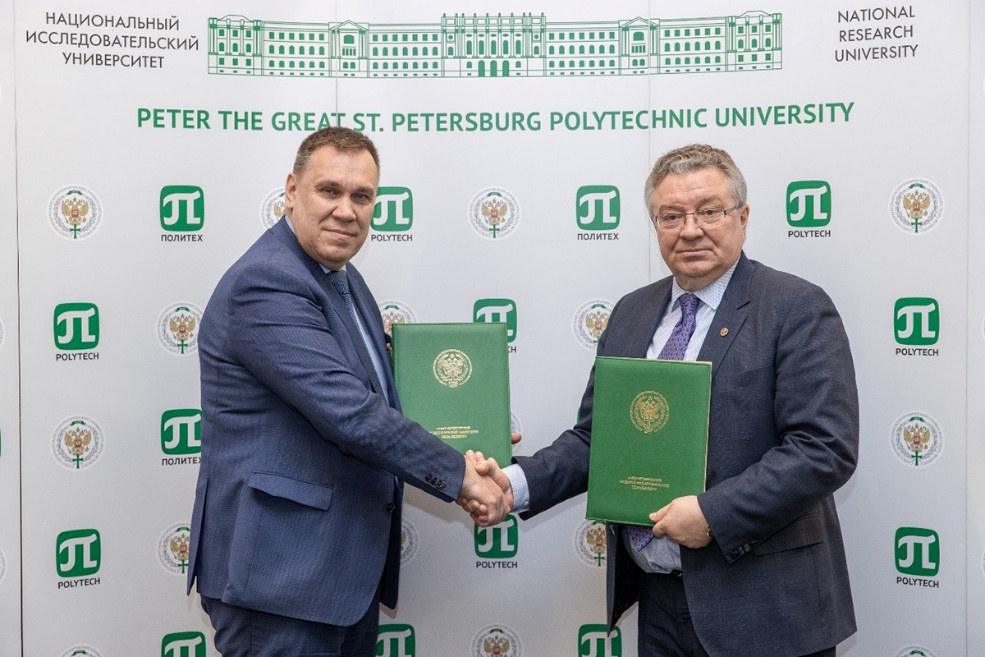 НАЦИОНАЛЬНЫЙ
ИССЛЕДОВАТЕЛЬСКИЙ
УНИВЕРСИТЕТ
NATIONAL
RESEARCH
UNIVERSITY
PETER THE GREAT ST. PETERSBURG POLYTECHNIC UNIVERSITY
ПОЛИТЕХ
POLYTECH
ПОЛИТЕХ
POLYTECH
POLYTECH
POLYTECH
ПОЛИТЕХ
POLYTECH
POLYTECH
POLYTECH